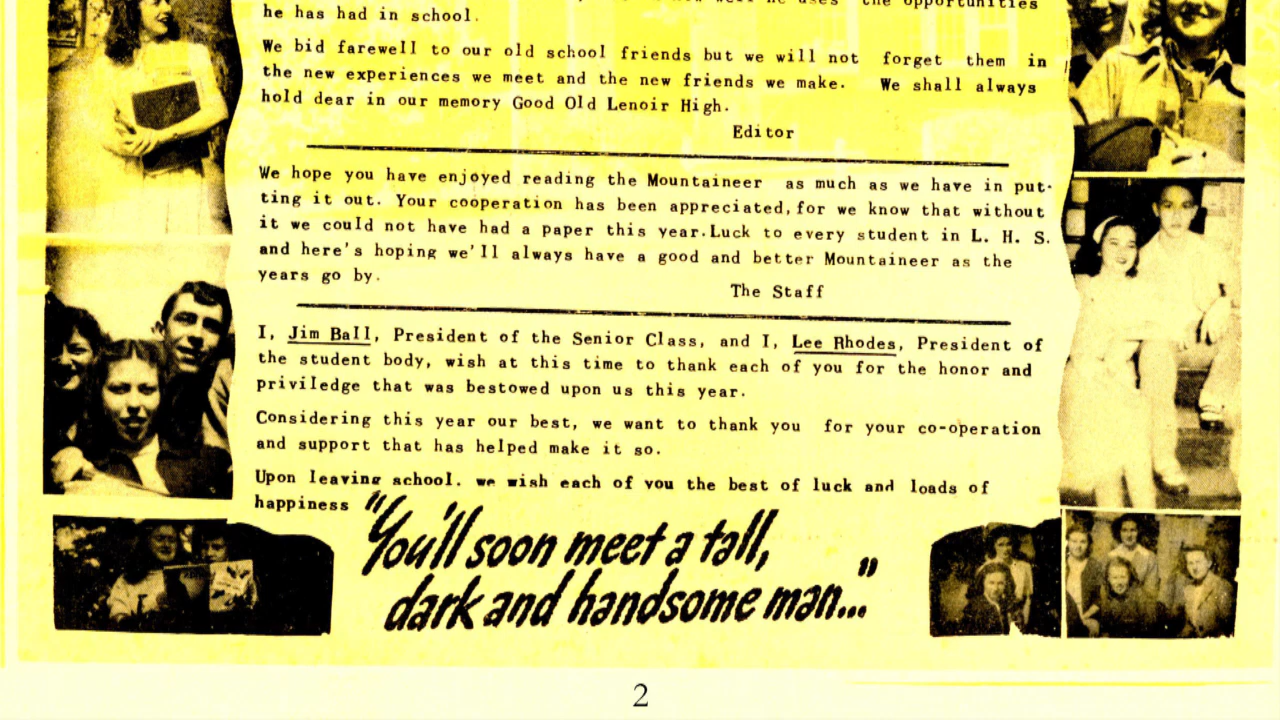 he has had in school.
We bid farewell to our old school friends but we will not forget them in
the new experiences we meet and the new friends we make. We shall always
hold dear in our memory Good Old Lenoir High.
Editor
We hope you have enjoyed reading the Mountaineer as much as we have in put-
ting it out. Your cooperation has been appreciated, for we know that without
it we could not have had a paper this year. Luck to every student in L. H. S.
and here's hoping we'll always have a good and better Mountaineer as the
years go by.
The Staff
I, Jim Ball, President of the Senior Class, and I, Lee Rhodes, President of
the student body, wish at this time to thank each of you for the honor and
priviledge that was bestowed upon us this year.
Considering this year our best, we want to thank you for your co-operation
and support that has helped make it so.
Upon leaving school. we wish each of you the best of luck and loads of
happiness
"You'll soon meet a tall,
dark and handsome man..."
2